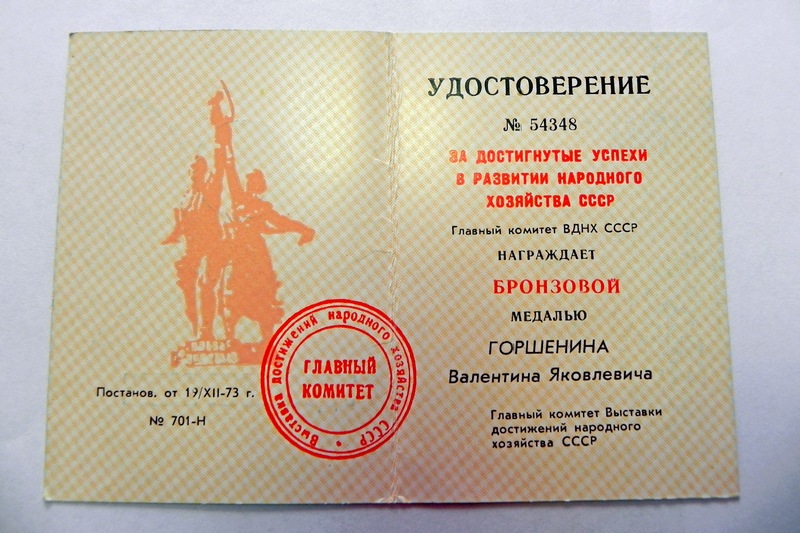 Постанов. от 19/XII-73 г.
№ 701-Н
Выставка достижений народного хозяйства СССР
ГЛАВНЫЙ
КОМИТЕТ
УДОСТОВЕРЕНИЕ
№ 54348
ЗА ДОСТИГНУТЫЕ УСПЕХИ
В РАЗВИТИИ НАРОДНОГО
ХОЗЯЙСТВА СССР
Главный комитет ВДНХ СССР
НАГРАЖДАЕТ
БРОНЗОВОЙ
МЕДАЛЬЮ
ГОРШЕНИНА
Валентина Яковлевича
Главный комитет Выставки
достижений народного
хозяйства СССР